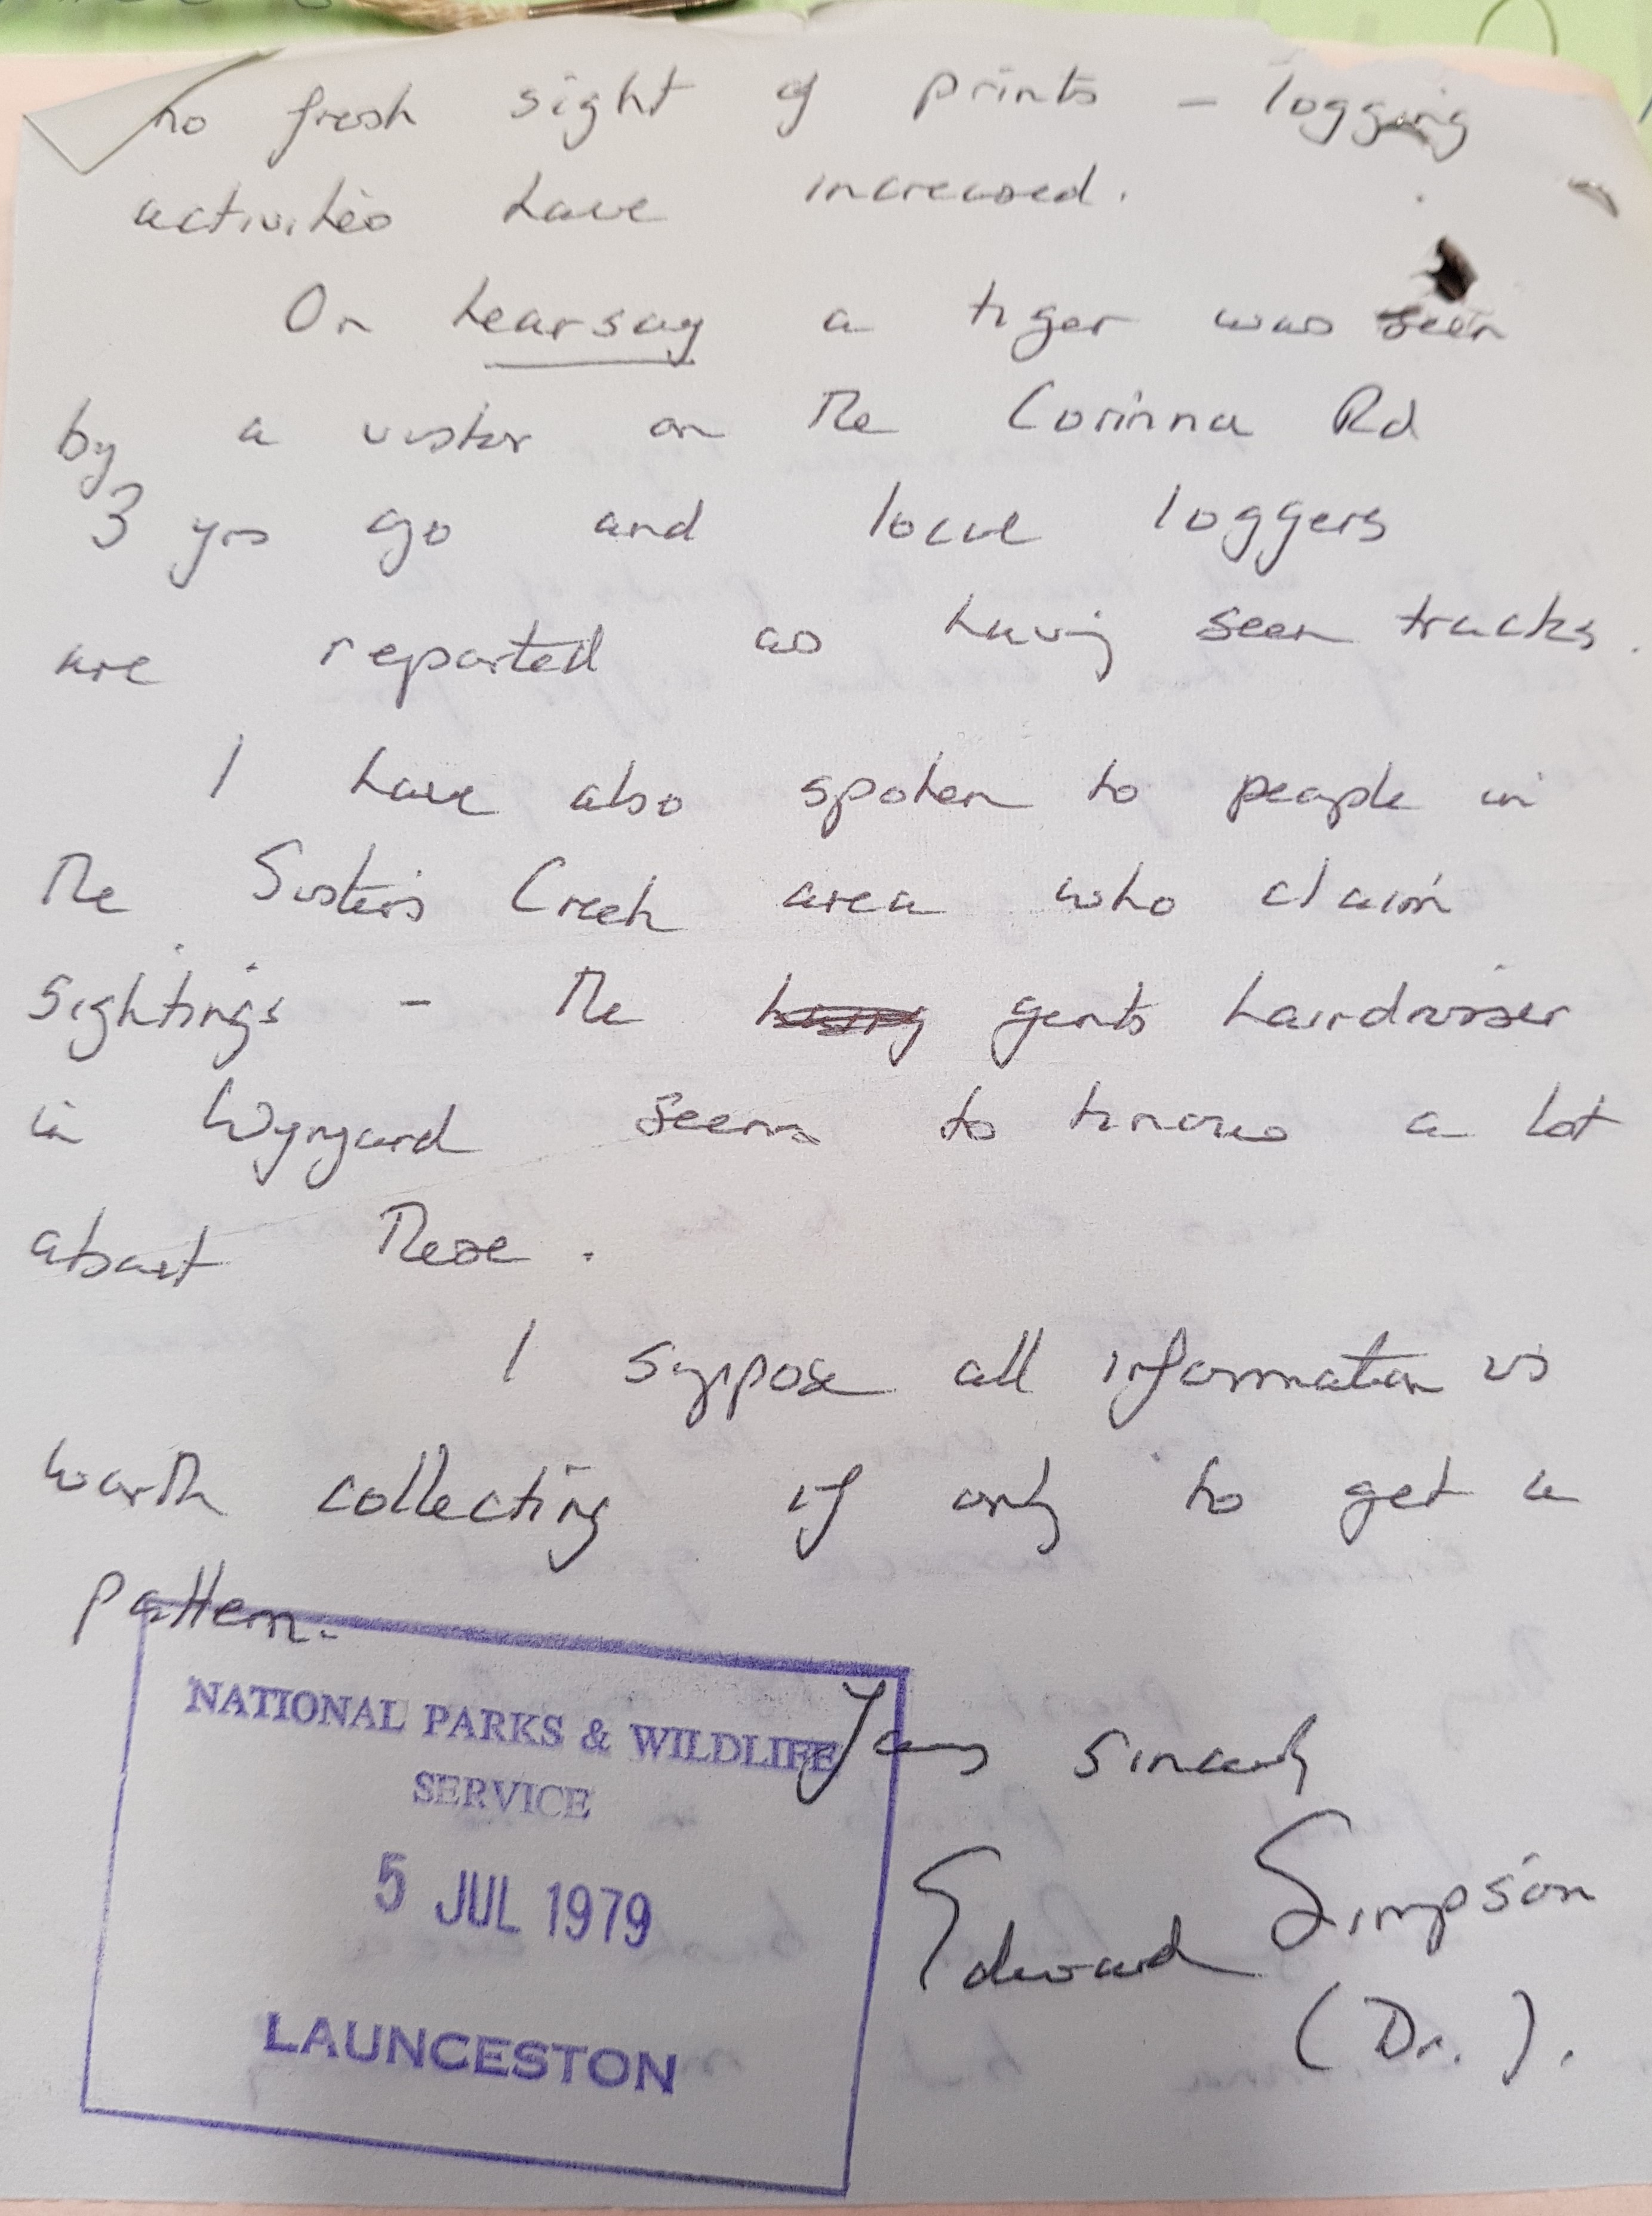 no fresh sight of prints – logging
activities have increased.
On hearsay a tiger was seen
by a visitor on the Corinna Rd
3 yrs go and local loggers
are reported as having seen tracks.
I have also spoken to people in
the Sisters Creek area who claim
sightings – the gents hairdresser
in Wynyard seems to know a lot
about these.
I suppose all information is
worth collecting if only to get a
pattern.
Yours sincerely
Edward Simpson
(Dr.).
NATIONAL PARKS & WILDLIFE
SERVICE
5 JUL 1979
LAUNCESTON